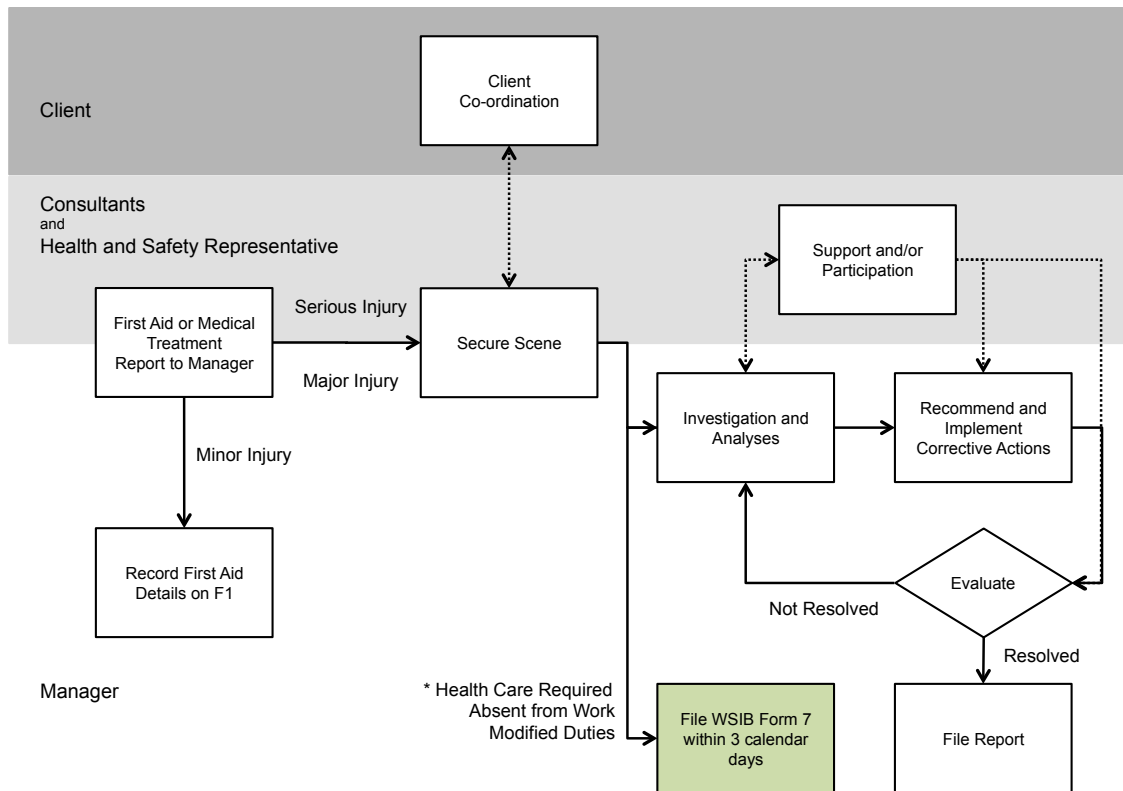 Client
Co-ordination
Client
Consultants
and
Health and Safety Representative
Support and/or
Participation
First Aid or Medical
Treatment
Report to Manager
Serious Injury
Major Injury
Secure Scene
Investigation and
Analyses
Recommend and
Implement
Corrective Actions
Minor Injury
Record First Aid
Details on F1
Evaluate
Not Resolved
Resolved
Manager
* Health Care Required
Absent from Work
Modified Duties
File WSIB Form 7
within 3 calendar
days
File Report